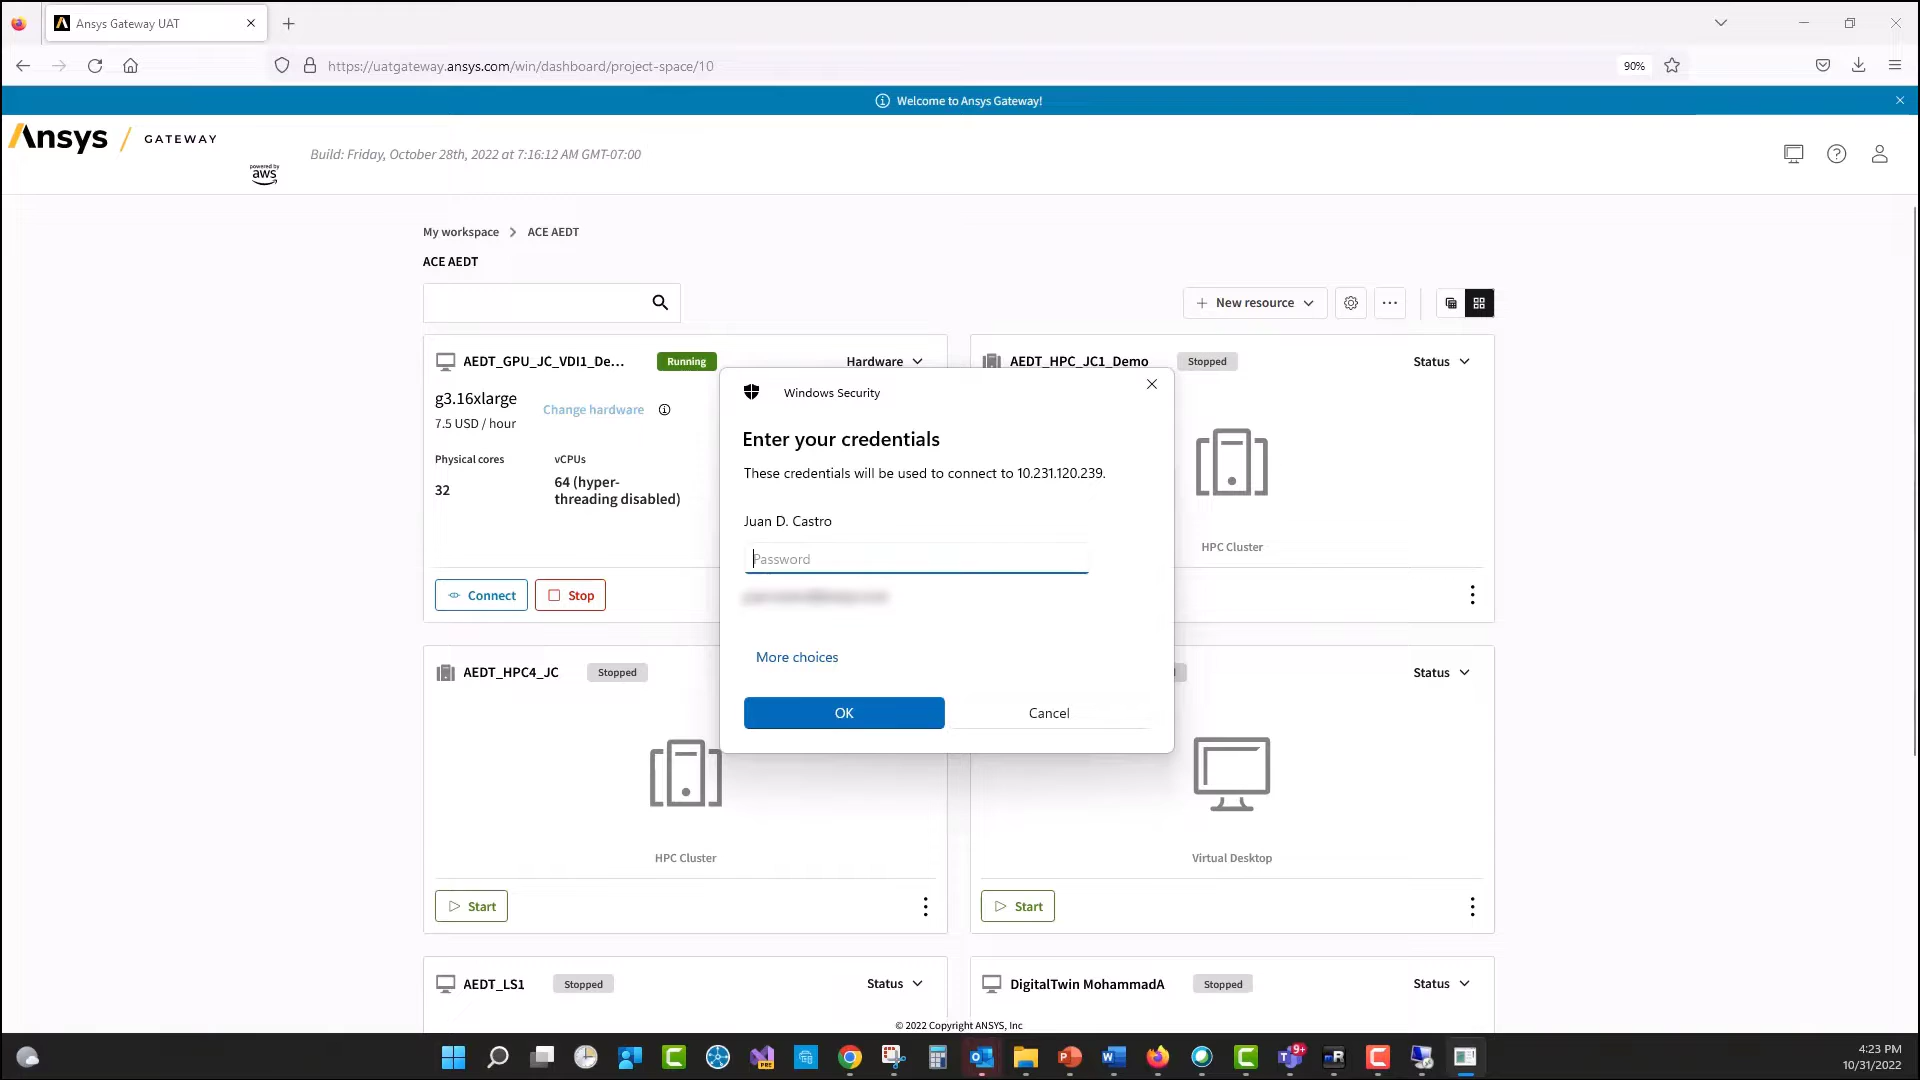 Ansys Gateway UAT
https://uatgateway.ansys.com/win/dashboard/project-space/10
90%
Welcome to Ansys Gateway!
Ansys / GATEWAY
powered by
aws
Build: Friday, October 28th, 2022 at 7:16:12 AM GMT-07:00
My workspace > ACE AEDT
ACE AEDT
New resource
AEDT_GPU_JC_VDI1_De...
Running
Hardware
g3.16xlarge
7.5 USD / hour
Change hardware
Physical cores
32
vCPUs
64 (hyper-
threading disabled)
Connect
Stop
AEDT_HPC_JC1_Demo
Stopped
Status
HPC Cluster
Windows Security
Enter your credentials
These credentials will be used to connect to 10.231.120.239.
Juan D. Castro
Password
More choices
OK
Cancel
AEDT_HPC4_JC
Stopped
HPC Cluster
Start
Status
Virtual Desktop
Start
AEDT_LS1
Stopped
Status
DigitalTwin MohammadA
Stopped
Status
© 2022 Copyright ANSYS, Inc
PRE
9+
4:23 PM
10/31/2022